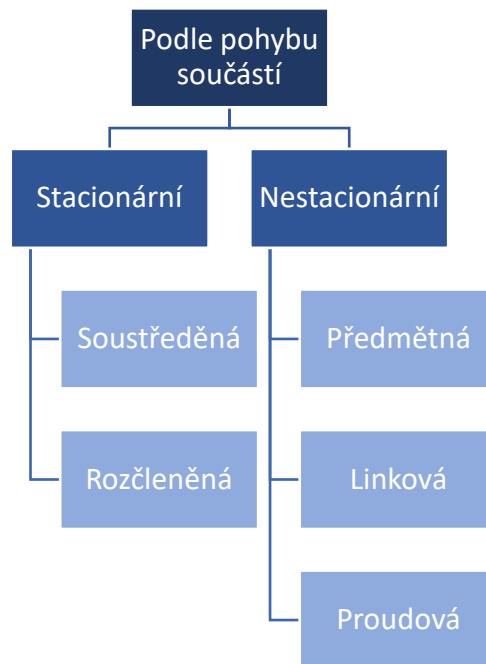 Podle pohybu
součástí
Stacionární
Nestacionární
Soustředěná
Předmětná
Rozčleněná
Linková
Proudová